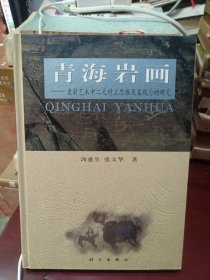 青海岩画
——史前艺术中二元对立思维及其观念的研究
QINGHAI YANHUA
汤惠生 张文华 著
科学出版社